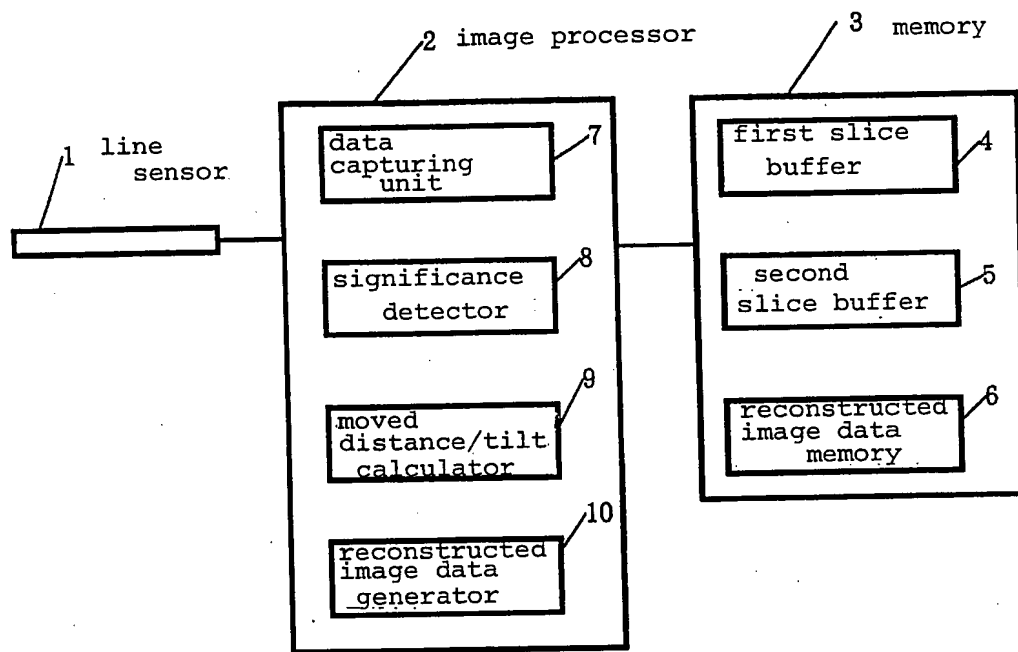 2 image processor
3 memory
1 line
sensor
data
capturing
unit
7
first slice
buffer
4
significance
detector
8
second
slice buffer
5
moved
distance/tilt
calculator
9
reconstructed
image data
memory
6
reconstructed
image data
generator
10